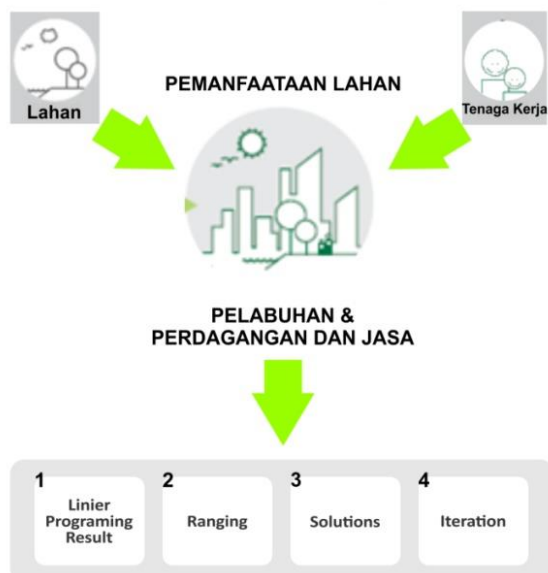 Lahan
PEMANFAATAAN LAHAN
Tenaga Kerja
PELABUHAN &
PERDAGANGAN DAN JASA
1
Linier
Programing
Result
2
Ranging
3
Solutions
4
Iteration